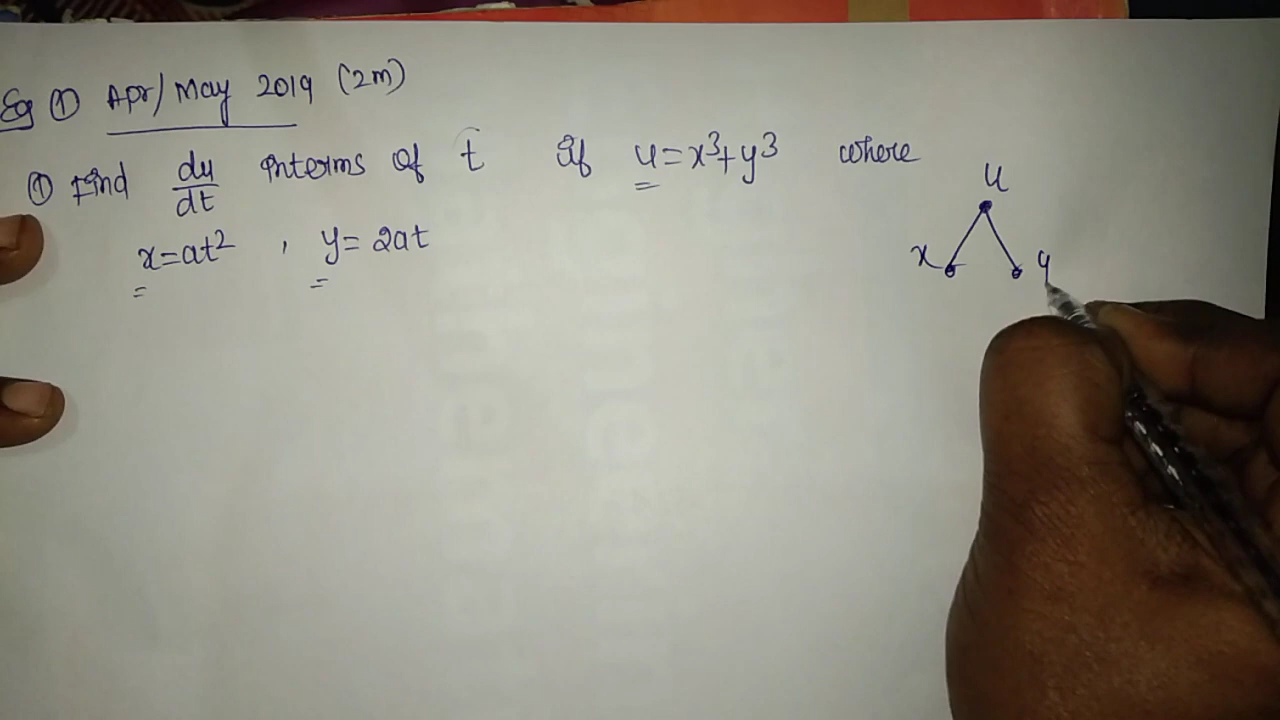 Eg ① Apr/May 2019 (2m)
① Find du/dt interms of t if u=x³+y³ where
x=at² , y=2at
u
x y